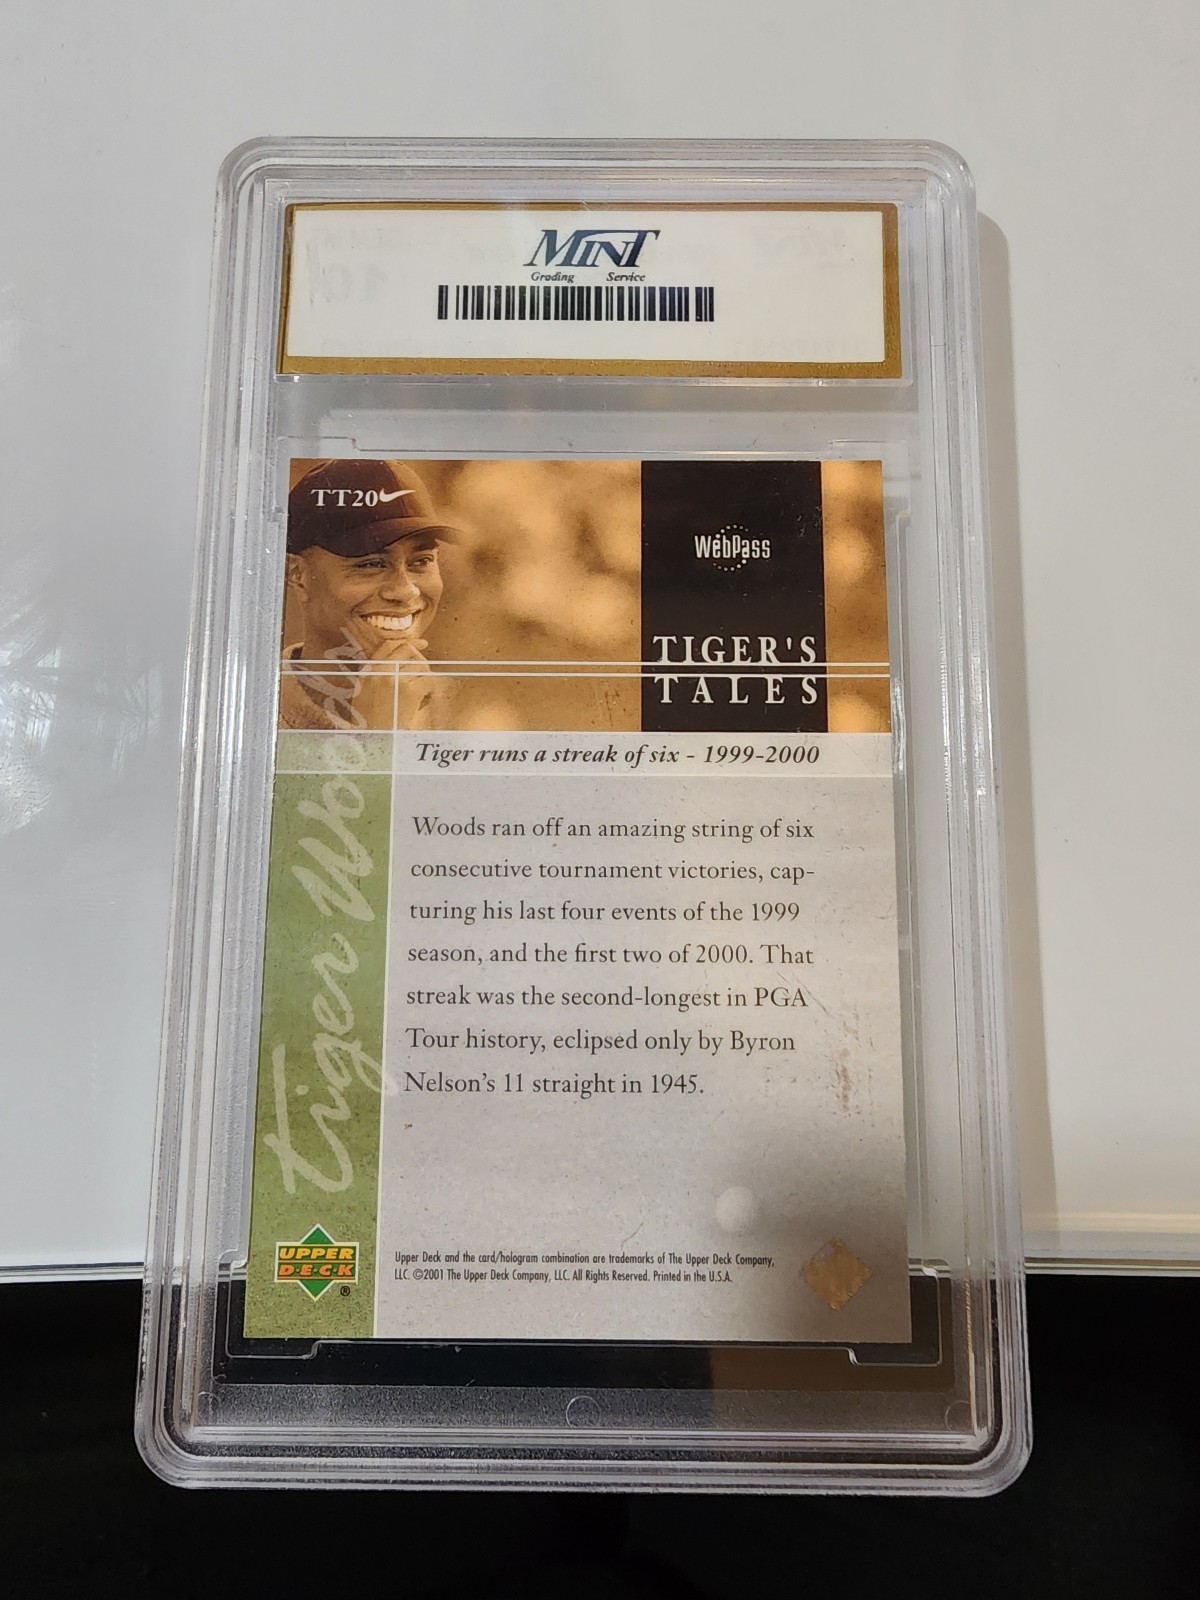 MINT
Grading Service
TT20
WebPass
TIGER'S
TALES
Tiger runs a streak of six - 1999-2000
Woods ran off an amazing string of six
consecutive tournament victories, cap-
turing his last four events of the 1999
season, and the first two of 2000. That
streak was the second-longest in PGA
Tour history, eclipsed only by Byron
Nelson's 11 straight in 1945.
Tiger Woods
UPPER
D·E·C·K
®
Upper Deck and the card/hologram combination are trademarks of The Upper Deck Company,
LLC. ©2001 The Upper Deck Company, LLC. All Rights Reserved. Printed in the U.S.A.